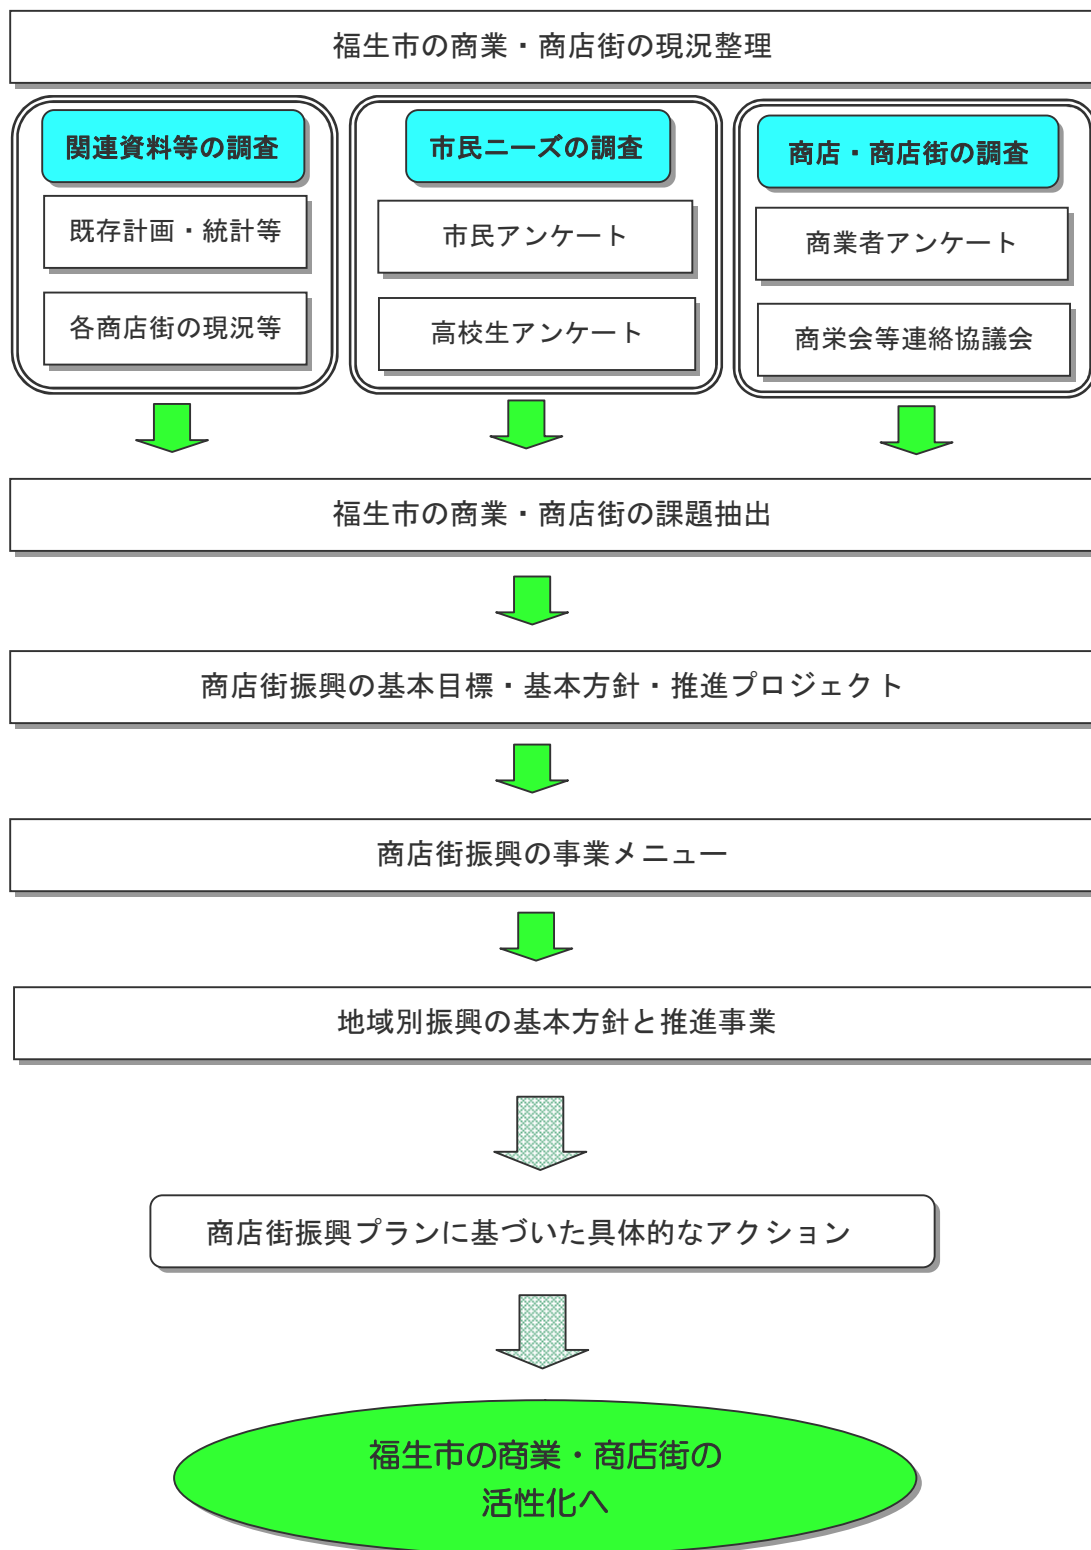 福生市の商業・商店街の現況整理
関連資料等の調査
既存計画・統計等
各商店街の現況等
市民ニーズの調査
市民アンケート
高校生アンケート
商店・商店街の調査
商業者アンケート
商栄会等連絡協議会
福生市の商業・商店街の課題抽出
商店街振興の基本目標・基本方針・推進プロジェクト
商店街振興の事業メニュー
地域別振興の基本方針と推進事業
商店街振興プランに基づいた具体的なアクション
福生市の商業・商店街の
活性化へ